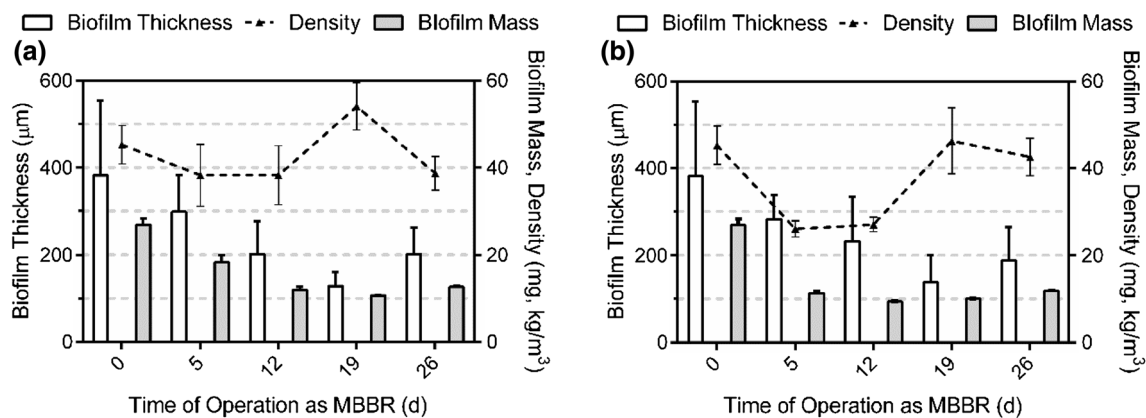 Biofilm Thickness Density BIofilm Mass
(a)
Biofilm Thickness (μm)
600
400
200
0
60
40
20
0
Biofilm Mass, Density (mg, kg/m3)
0 5 12 19 26
Time of Operation as MBBR (d)
Biofilm Thickness Density BIofilm Mass
(b)
Biofilm Thickness (μm)
600
400
200
0
60
40
20
0
Biofilm Mass, Density (mg, kg/m3)
0 5 12 19 26
Time of Operation as MBBR (d)